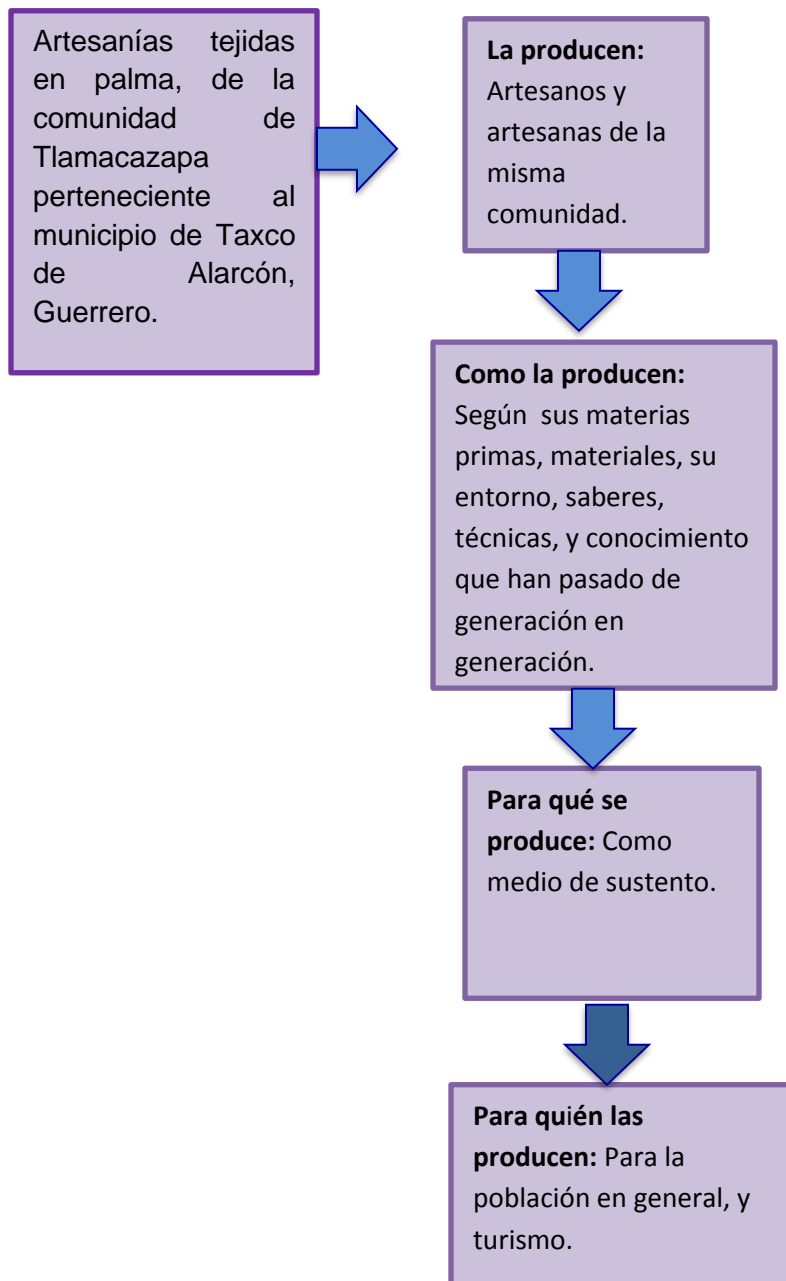 Artesanías tejidas
en palma, de la
comunidad de
Tlamacazapa
perteneciente al
municipio de Taxco
de Alarcón,
Guerrero.
La producen:
Artesanos y
artesanas de la
misma
comunidad.
Como la producen:
Según sus materias
primas, materiales, su
entorno, saberes,
técnicas, y conocimiento
que han pasado de
generación en
generación.
Para qué se
produce: Como
medio de sustento.
Para quién las
producen: Para la
población en general, y
turismo.